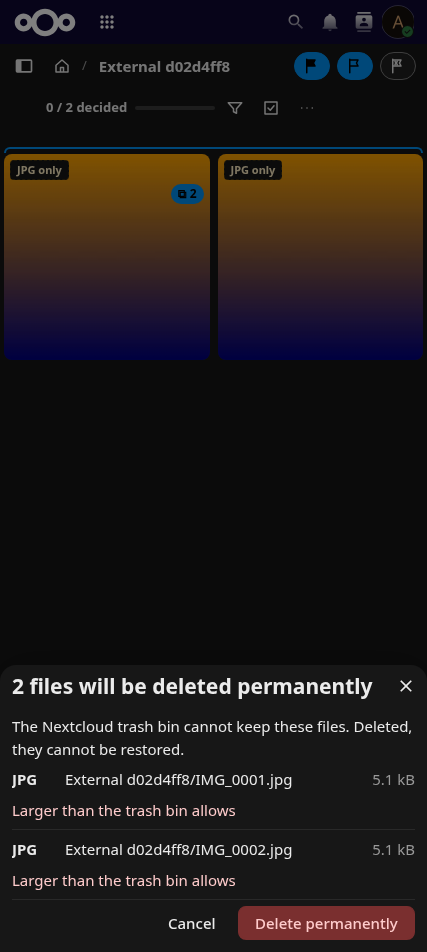 A
/ External d02d4ff8
0 / 2 decided
JPG only
JPG only
2
2 files will be deleted permanently
The Nextcloud trash bin cannot keep these files. Deleted,
they cannot be restored.
JPG External d02d4ff8/IMG_0001.jpg 5.1 kB
Larger than the trash bin allows
JPG External d02d4ff8/IMG_0002.jpg 5.1 kB
Larger than the trash bin allows
Cancel Delete permanently